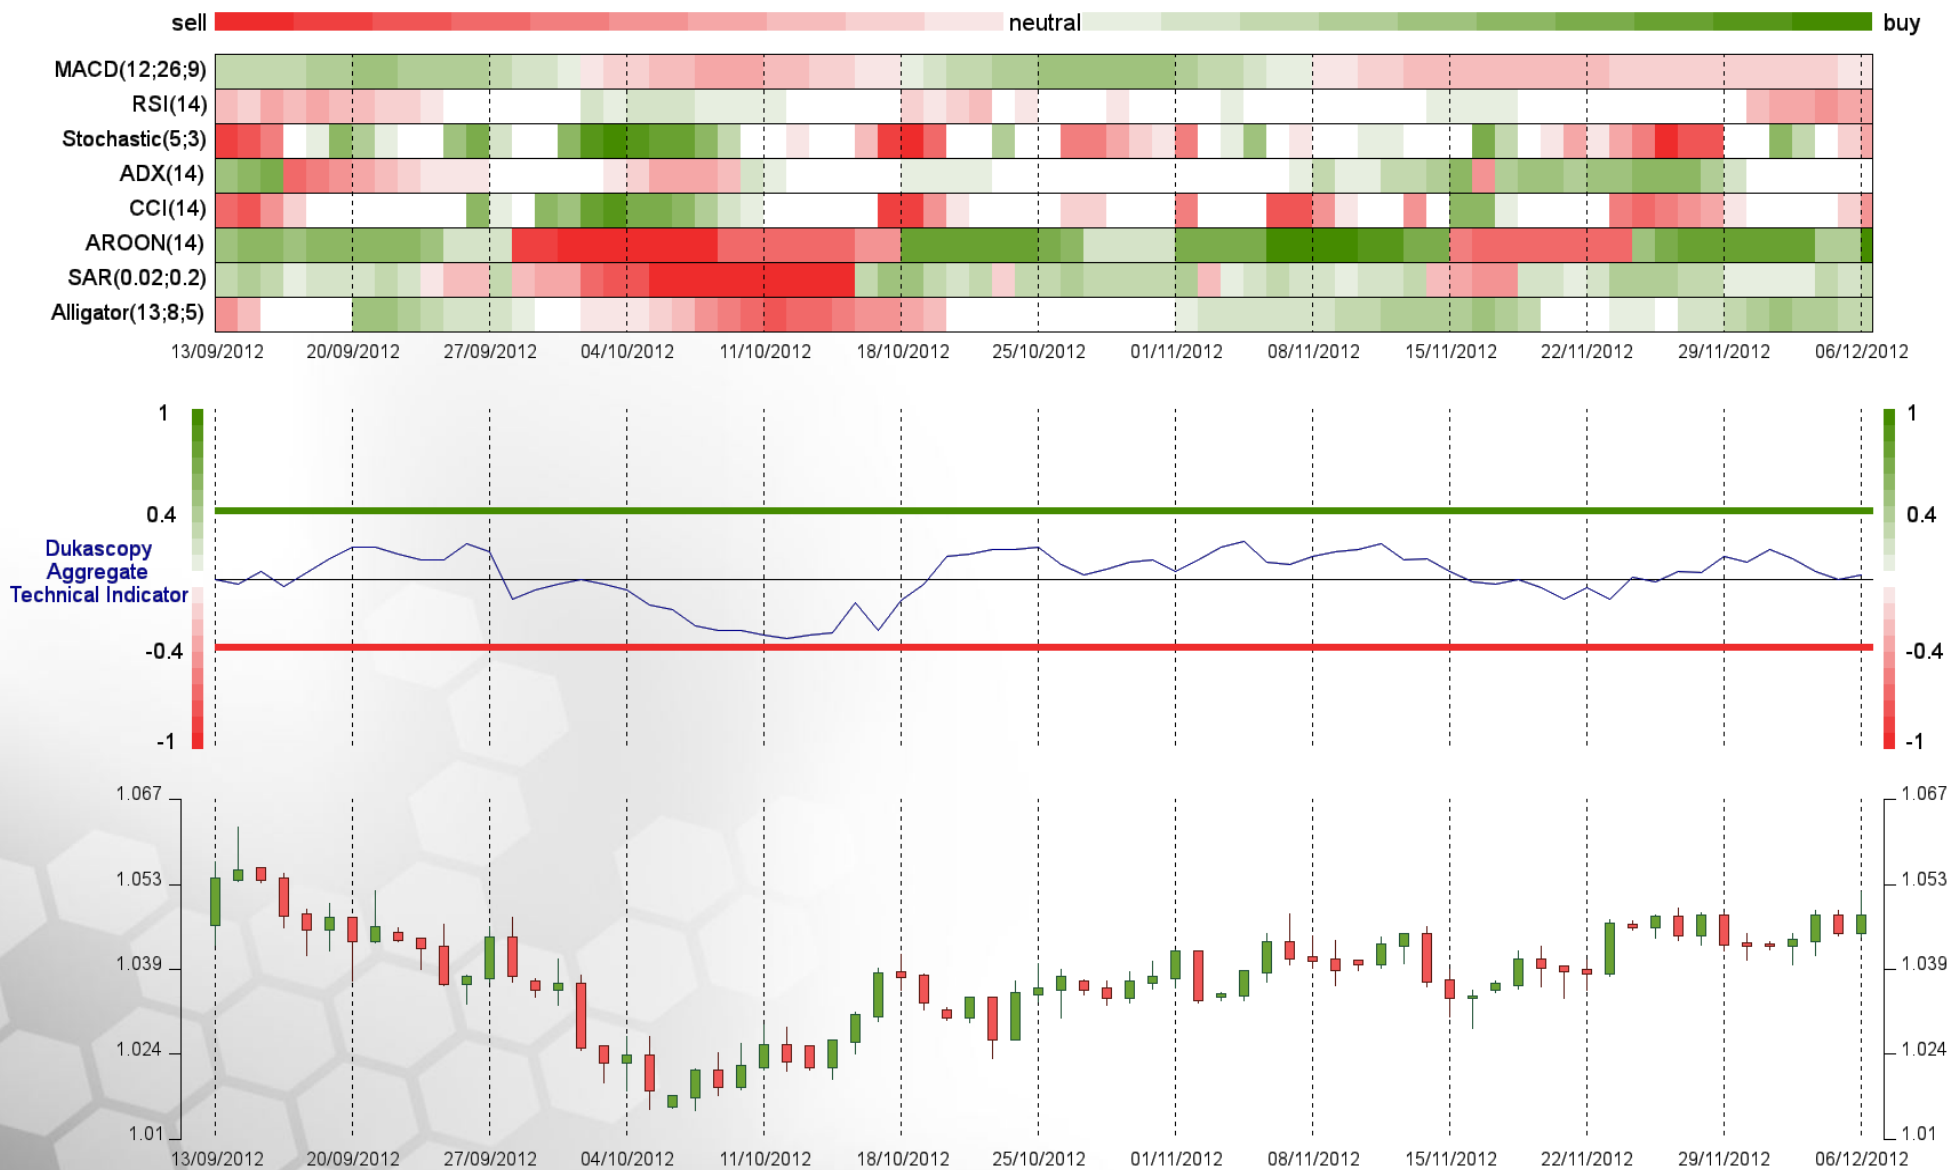 sell neutral buy
MACD(12;26;9)
RSI(14)
Stochastic(5;3)
ADX(14)
CCI(14)
AROON(14)
SAR(0.02;0.2)
Alligator(13;8;5)
13/09/2012 20/09/2012 27/09/2012 04/10/2012 11/10/2012 18/10/2012 25/10/2012 01/11/2012 08/11/2012 15/11/2012 22/11/2012 29/11/2012 06/12/2012
1 1
0.4 0.4
Dukascopy
Aggregate
Technical Indicator
-0.4 -0.4
-1 -1
1.067 1.067
1.053 1.053
1.039 1.039
1.024 1.024
1.01 1.01
13/09/2012 20/09/2012 27/09/2012 04/10/2012 11/10/2012 18/10/2012 25/10/2012 01/11/2012 08/11/2012 15/11/2012 22/11/2012 29/11/2012 06/12/2012